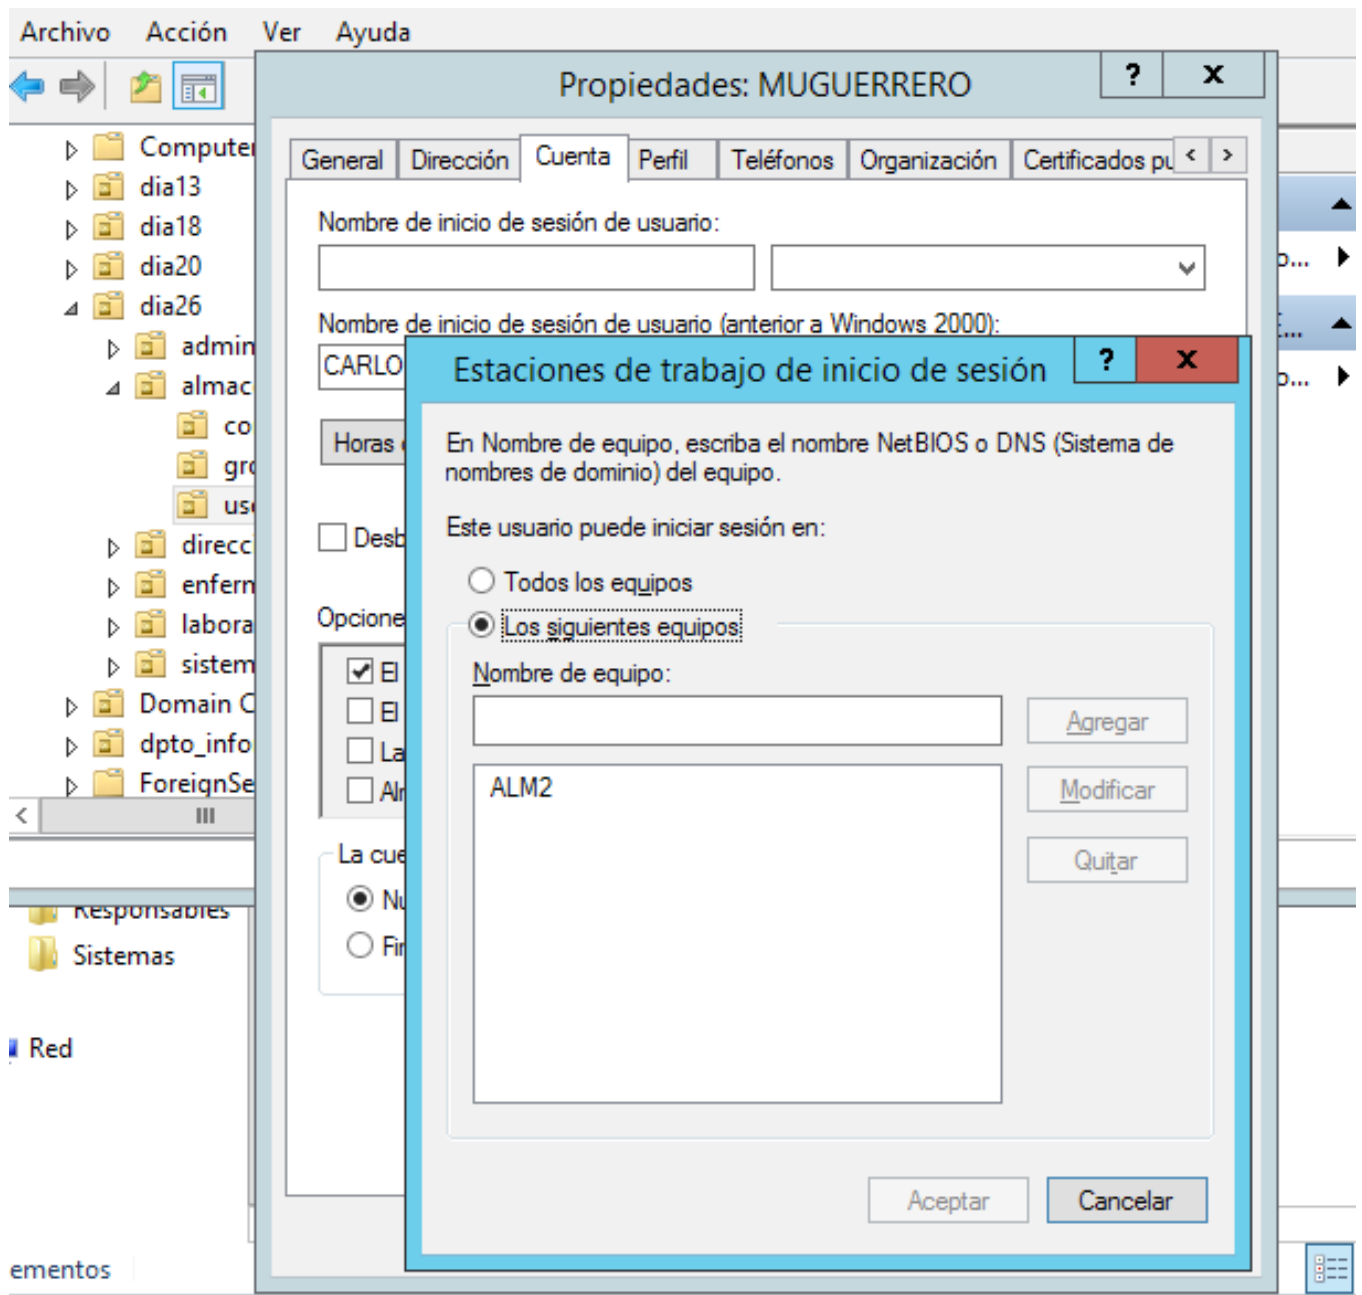 Archivo Acción Ver Ayuda
Propiedades: MUGUERRERO ? x
General Dirección Cuenta Perfil Teléfonos Organización Certificados pu < >
Computer
dia13
dia18
dia20
dia26
admin
almac
co
gro
use
direcc
enferm
labora
sistem
Domain C
dpto_info
ForeignSe
Nombre de inicio de sesión de usuario:
Nombre de inicio de sesión de usuario (anterior a Windows 2000):
CARLO
Horas
Desb
Opcione
El
El
La
La cue
Fin
Estaciones de trabajo de inicio de sesión ? x
En Nombre de equipo, escriba el nombre NetBIOS o DNS (Sistema de
nombres de dominio) del equipo.
Este usuario puede iniciar sesión en:
Todos los equipos
Los siguientes equipos
Nombre de equipo:
Agregar
ALM2
Modificar
Quitar
Aceptar Cancelar
o...
o...
Responsables
Sistemas
Red
ementos